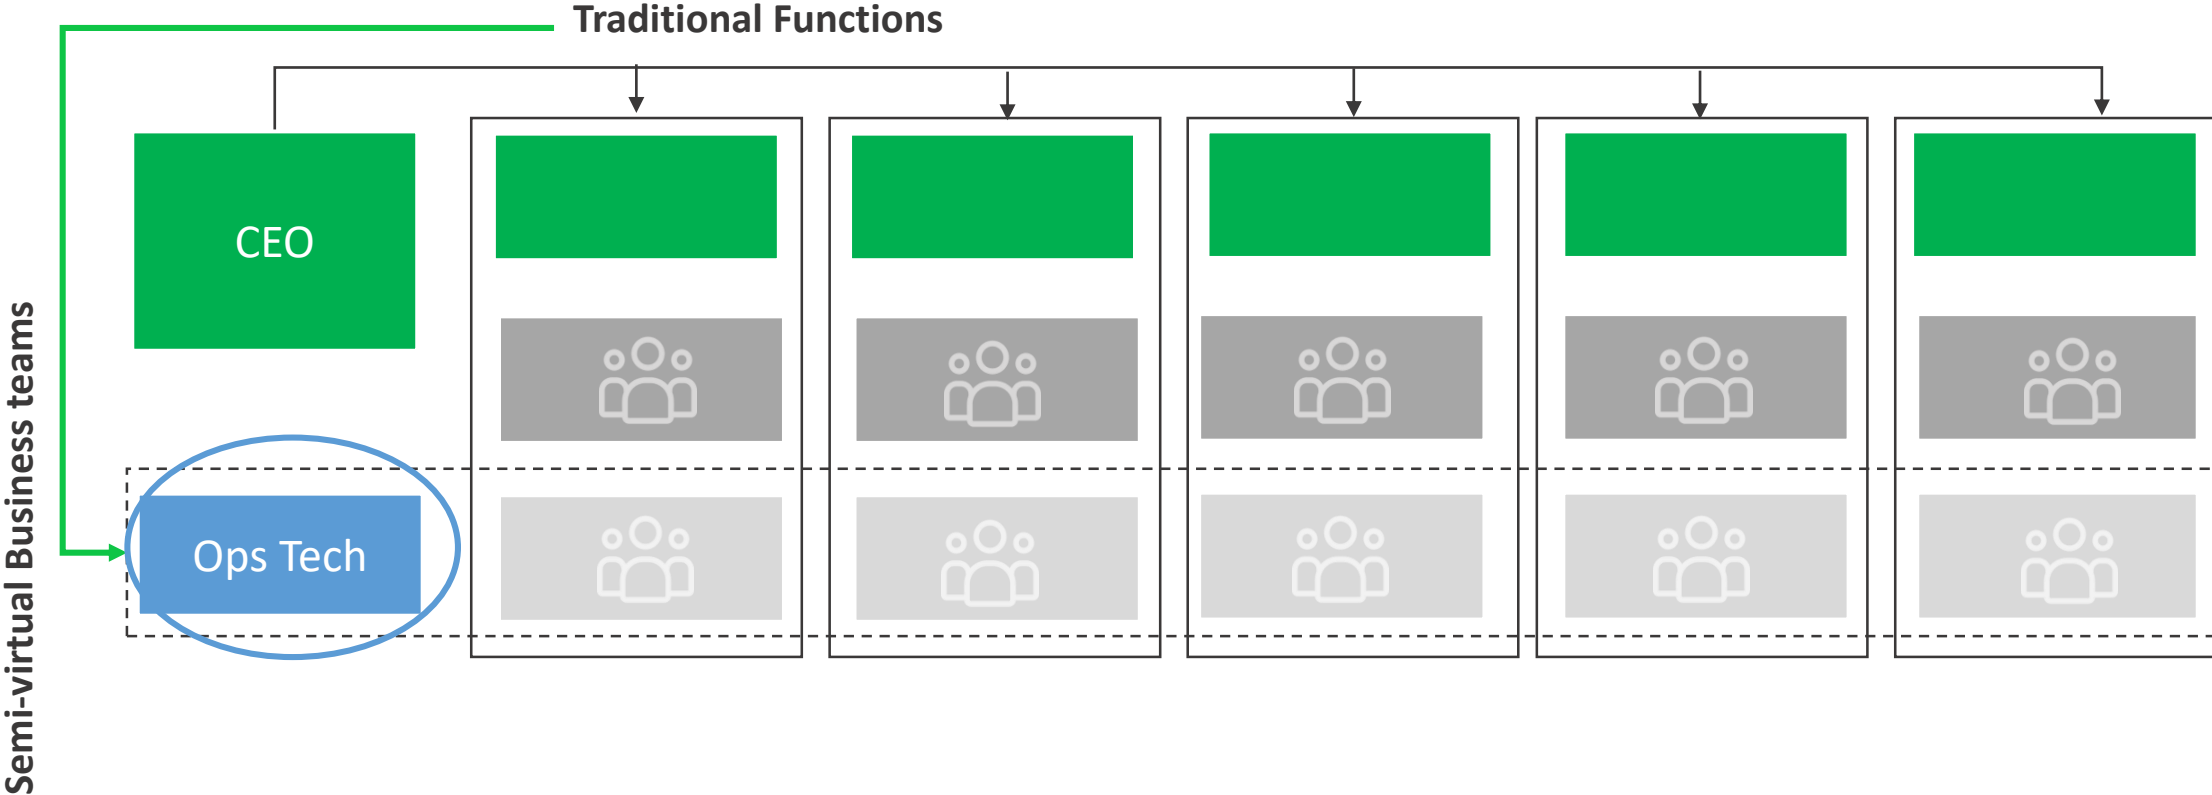 Traditional Functions
CEO
Semi-virtual Business teams
Ops Tech